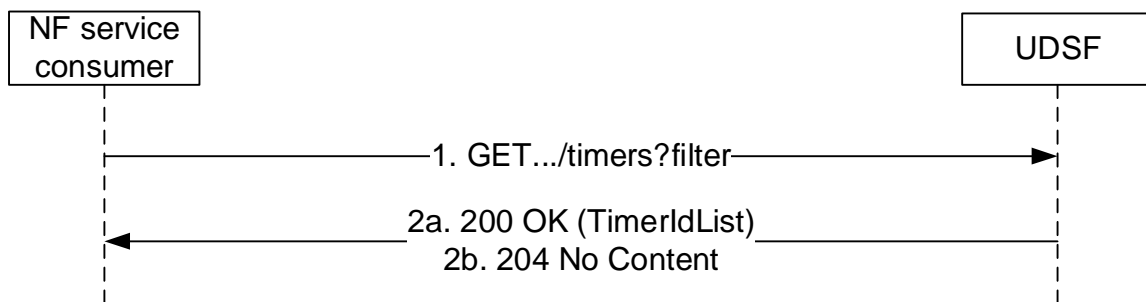 NF service
consumer
UDSF
1. GET.../timers?filter
2a. 200 OK (TimerIdList)
2b. 204 No Content